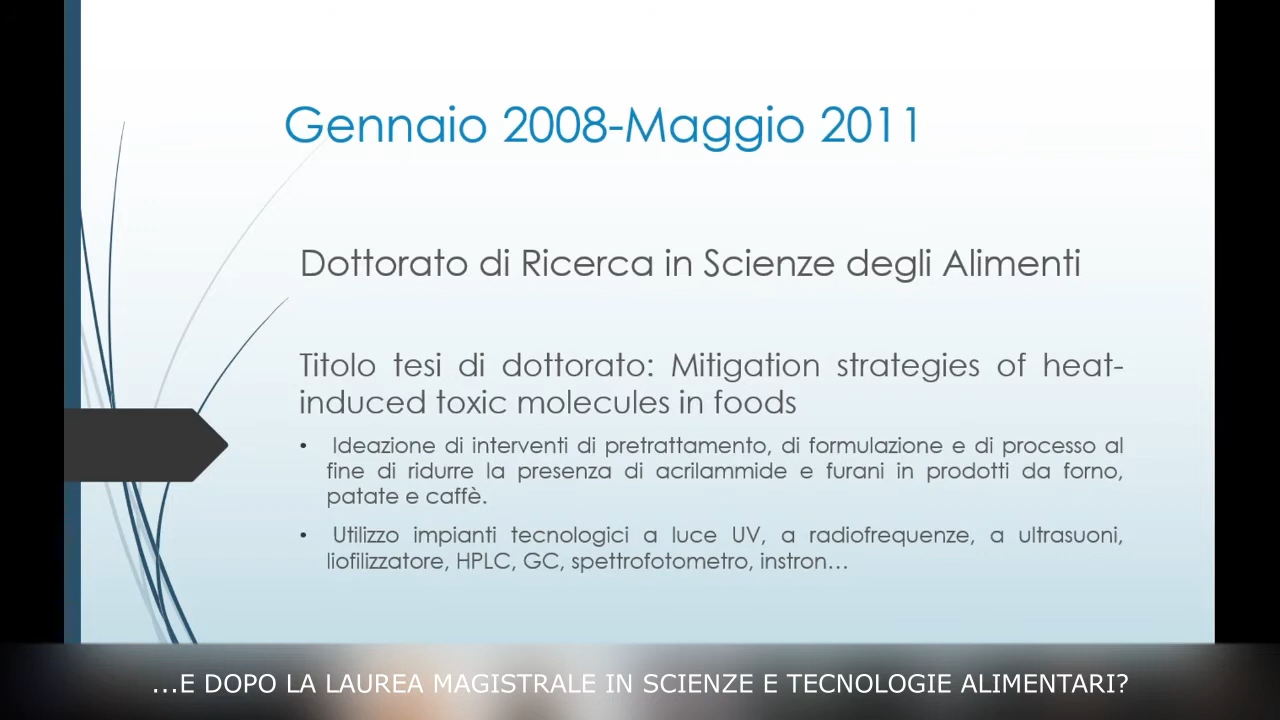 Gennaio 2008-Maggio 2011
Dottorato di Ricerca in Scienze degli Alimenti
Titolo tesi di dottorato: Mitigation strategies of heat-
induced toxic molecules in foods
• Ideazione di interventi di pretrattamento, di formulazione e di processo al
fine di ridurre la presenza di acrilammide e furani in prodotti da forno,
patate e caffè.
• Utilizzo impianti tecnologici a luce UV, a radiofrequenze, a ultrasuoni,
liofilizzatore, HPLC, GC, spettrofotometro, instron…
...E DOPO LA LAUREA MAGISTRALE IN SCIENZE E TECNOLOGIE ALIMENTARI?